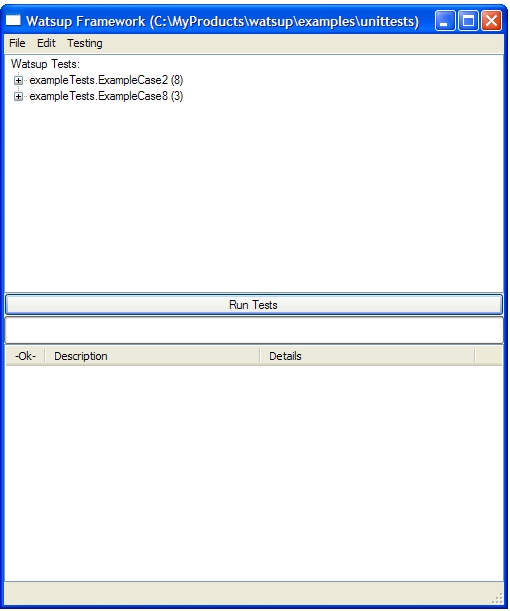 Watsup Framework (C:\MyProducts\watsup\examples\unittests)
File Edit Testing
Watsup Tests:
exampleTests.ExampleCase2 (8)
exampleTests.ExampleCase8 (3)
Run Tests
-Ok- Description Details